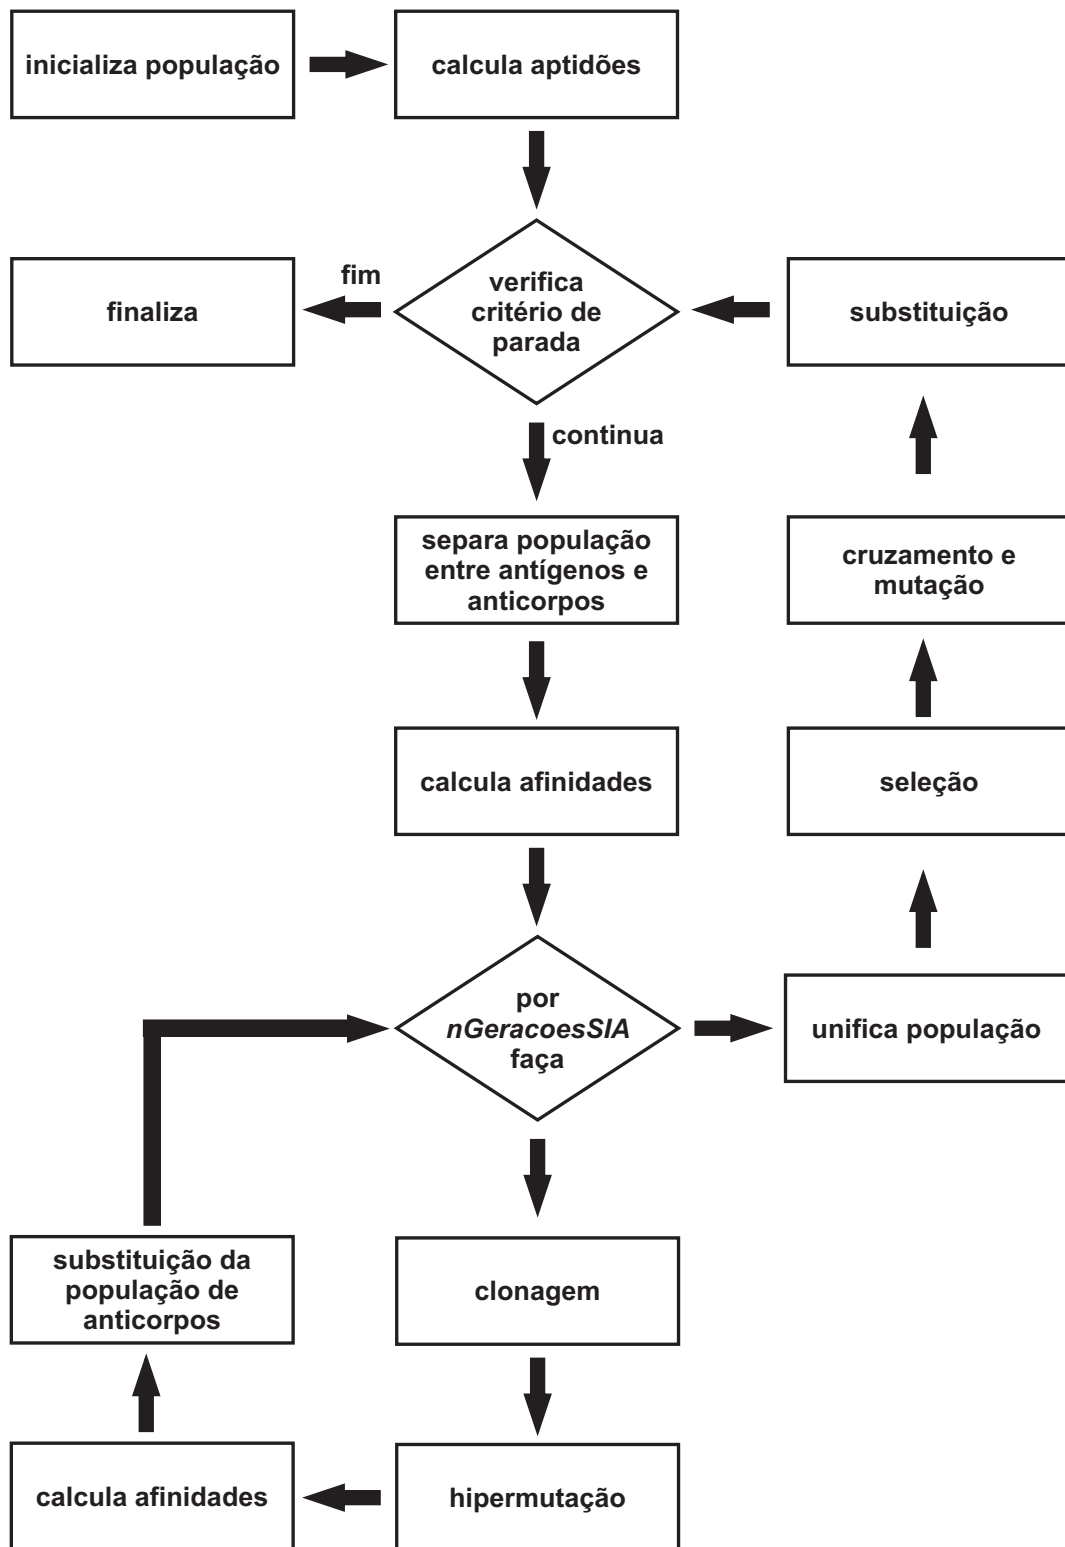 inicializa população
calcula aptidões
fim
finaliza
verifica
critério de
parada
substituição
continua
separa população
entre antígenos e
anticorpos
cruzamento e
mutação
calcula afinidades
seleção
por
nGeracoesSIA
faça
unifica população
substituição da
população de
anticorpos
clonagem
calcula afinidades
hipermutação